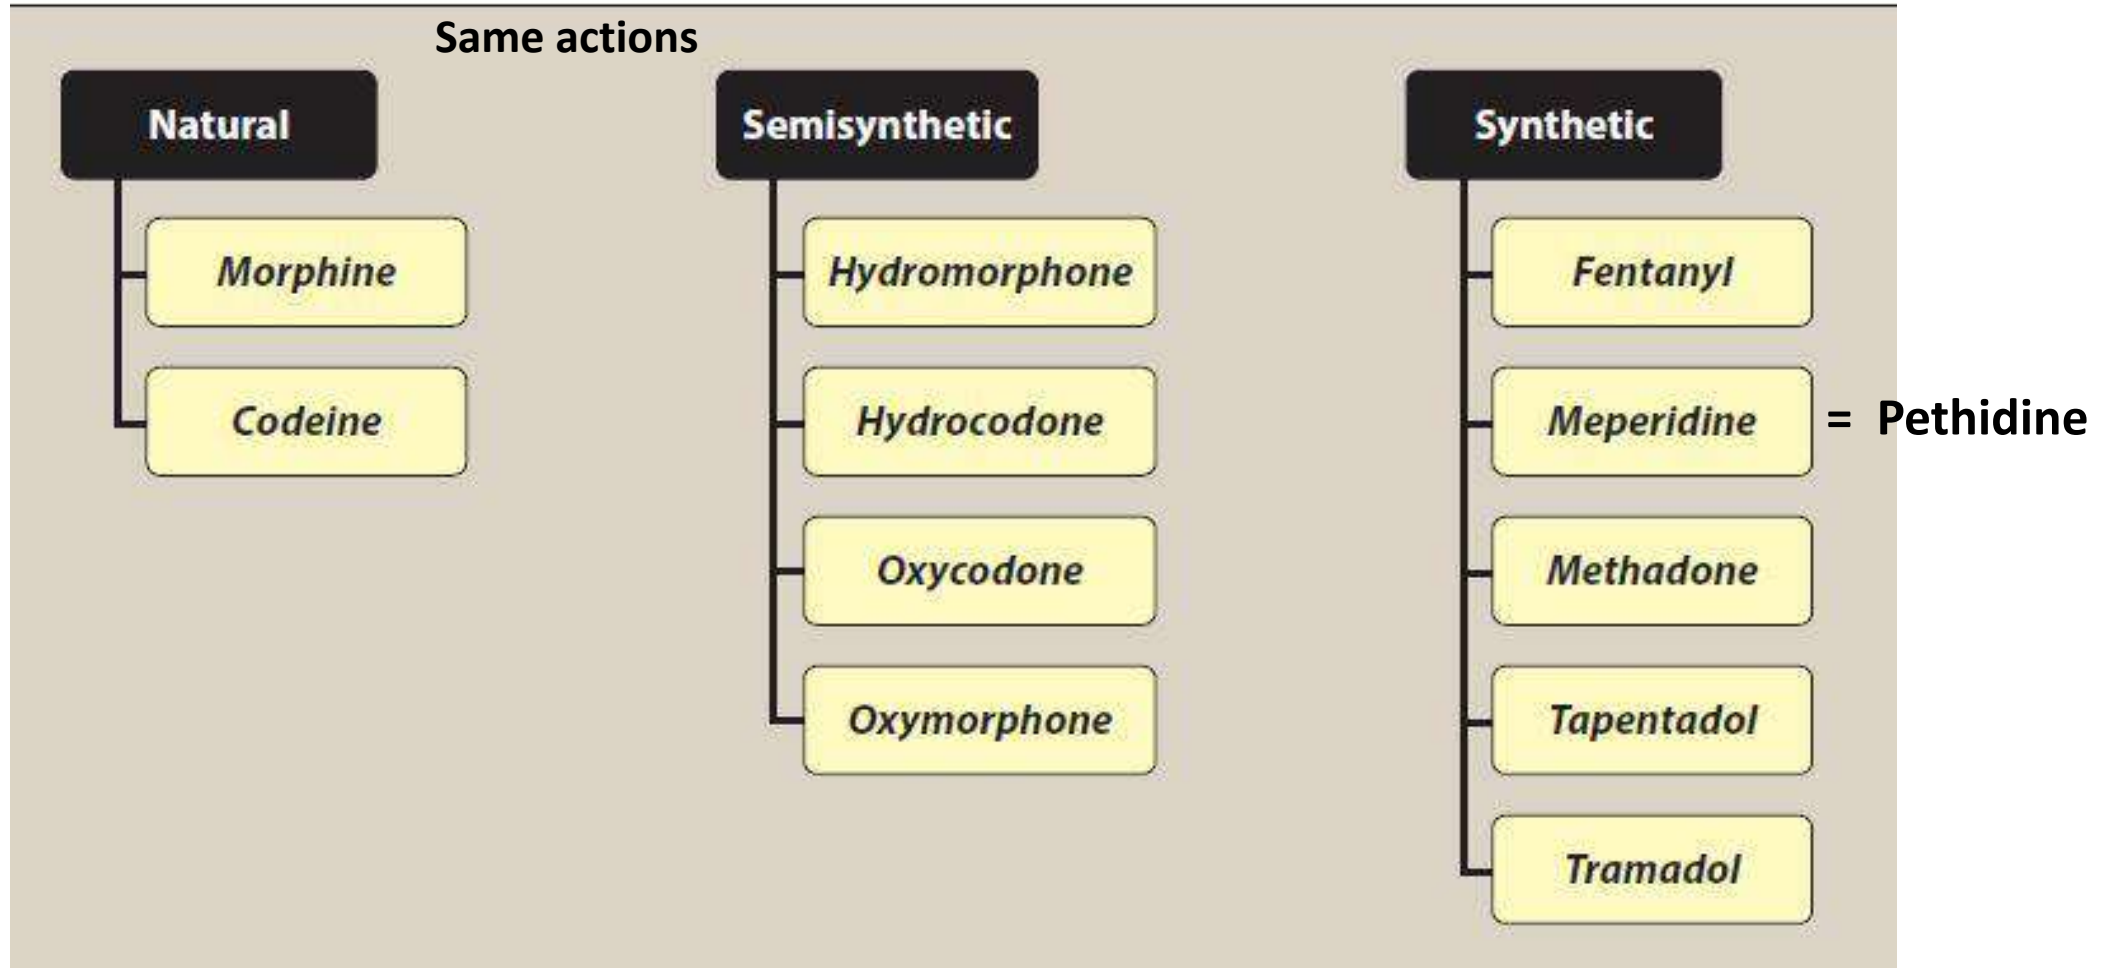 Same actions
Natural
Morphine
Codeine
Semisynthetic
Hydromorphone
Hydrocodone
Oxycodone
Oxymorphone
Synthetic
Fentanyl
Meperidine = Pethidine
Methadone
Tapentadol
Tramadol